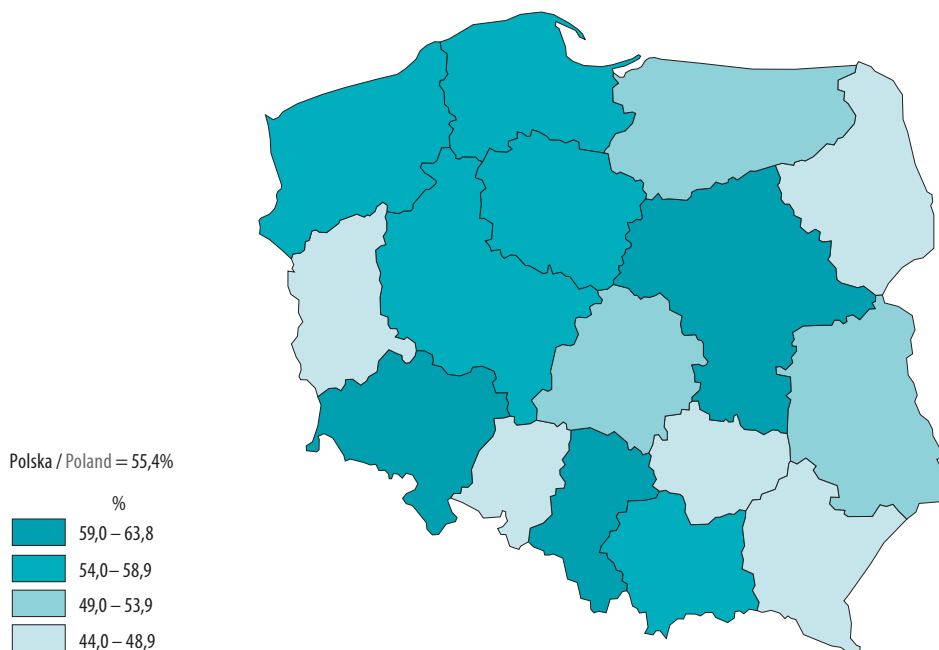 Polska / Poland = 55,4%
%
59,0 – 63,8
54,0– 58,9
49,0 – 53,9
44,0 – 48,9